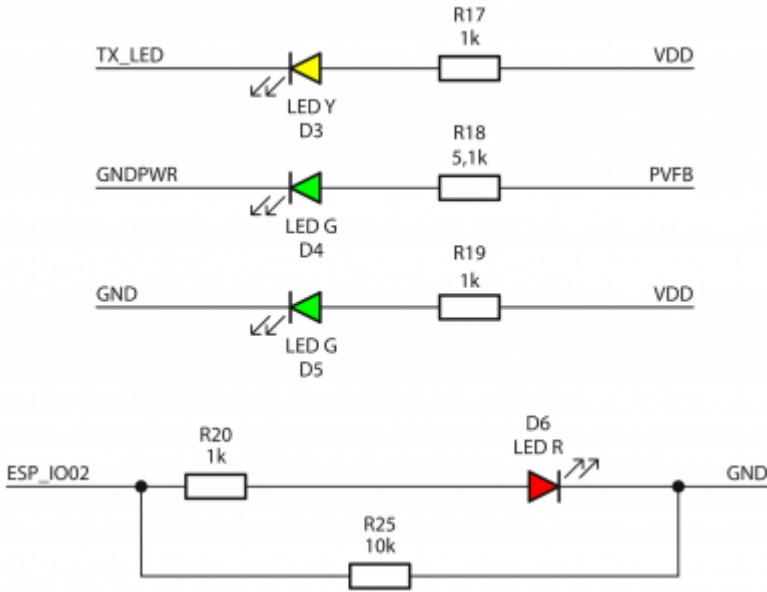 R17
1k
TX_LED VDD
LED Y
D3
R18
5,1k
GNDPWR PVFB
LED G
D4
R19
1k
GND VDD
LED G
D5
D6
R20
LED R
1k
ESP_IO02 GND
R25
10k